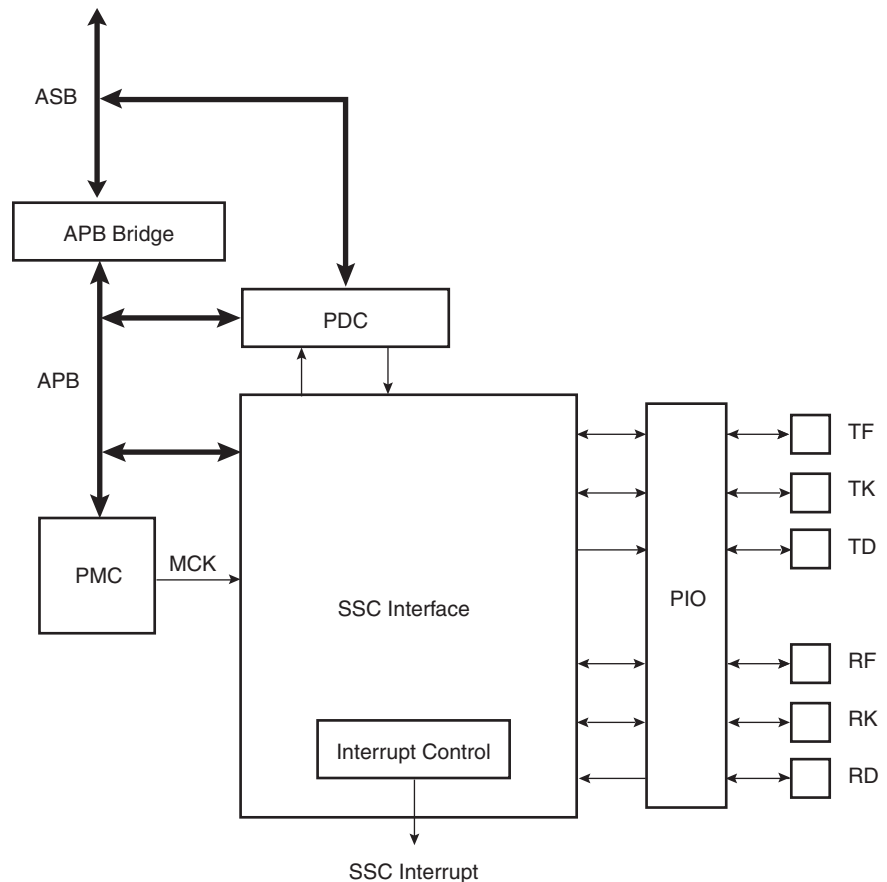 ASB
APB Bridge
PDC
APB
TF
TK
PMC
MCK
TD
SSC Interface
PIO
RF
RK
Interrupt Control
RD
SSC Interrupt